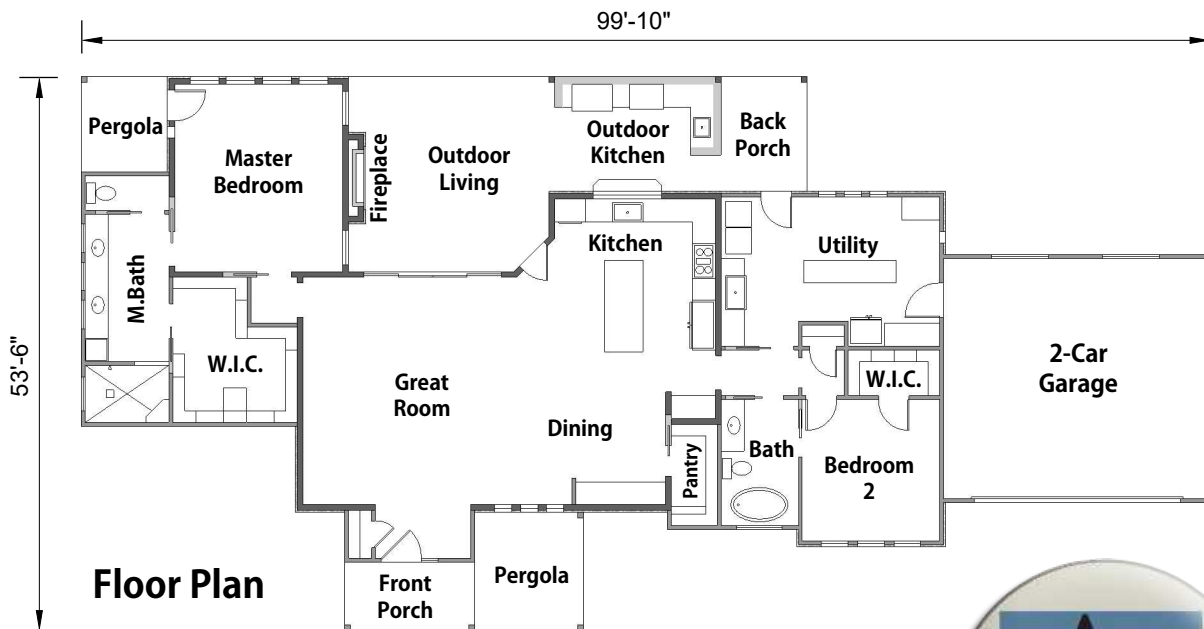 99'-10"
53'-6"
Pergola
Master
Bedroom
Fireplace
Outdoor
Living
Outdoor
Kitchen
Back
Porch
M.Bath
W.I.C.
Kitchen
Utility
Great
Room
Dining
Pantry
Bath
W.I.C.
Bedroom
2
2-Car
Garage
Floor Plan
Front
Porch
Pergola